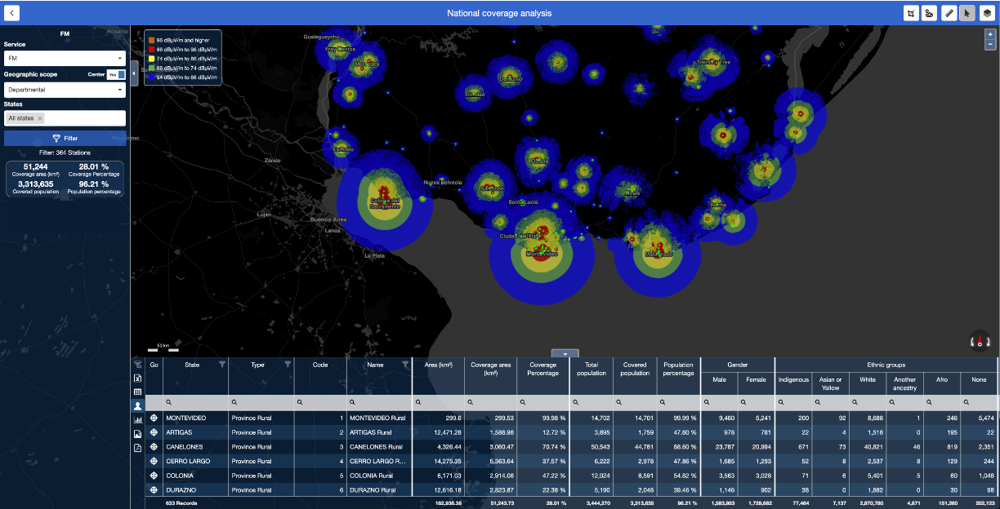 National coverage analysis
FM
Service
FM
Geographic scope
Center Yes
Departmental
States
All states ×
Filter
Filter: 364 Stations
51,244
28.01 %
Coverage area (km²)
Coverage Percentage
3,313,635
96.21 %
Covered population
Population percentage
96 dBµV/m and higher
86 dBµV/m to 96 dBµV/m
74 dBµV/m to 86 dBµV/m
66 dBµV/m to 74 dBµV/m
54 dBµV/m to 66 dBµV/m
Rosario
Gualeguaychú
Fray Bentos
Mercedes
Durazno
Trinidad
Treinta y Tres
Pergamino
Zárate
Carmelo
Florida
Nueva Helvecia
San José
Minas
Colonia del
Sacramento
Santa Lucía
Rocha
Luján
Buenos Aires
Lanús
Ciudad del Plata
Montevideo
Maldonado
La Plata
50 km
Go State Type Code Name Area (km²) Coverage area (km²) Coverage Percentage Total population Covered population Population percentage Gender Ethnic groups
Male Female Indigenous Asian or Yellow White Another ancestry Afro None
MONTEVIDEO Province Rural 1 MONTEVIDEO Rural 299.6 299.53 99.98 % 14,702 14,701 99.99 % 9,460 5,241 200 92 8,688 1 246 5,474
ARTIGAS Province Rural 2 ARTIGAS Rural 12,471.28 1,586.96 12.72 % 3,695 1,759 47.60 % 978 781 22 4 1,516 0 195 22
CANELONES Province Rural 3 CANELONES Rural 4,326.44 3,060.47 70.74 % 50,543 44,781 88.60 % 23,787 20,994 671 73 40,821 46 819 2,351
CERRO LARGO Province Rural 4 CERRO LARGO R... 14,275.35 5,363.64 37.57 % 6,222 2,978 47.86 % 1,685 1,293 52 8 2,537 8 129 244
COLONIA Province Rural 5 COLONIA Rural 6,171.03 2,914.06 47.22 % 12,024 6,591 54.82 % 3,563 3,028 71 6 5,401 5 60 1,048
DURAZNO Province Rural 6 DURAZNO Rural 12,616.18 2,823.87 22.38 % 5,190 2,048 39.46 % 1,146 902 38 0 1,882 0 30 98
633 Records 182,936.38 51,243.73 28.01 % 3,444,270 3,313,635 96.21 % 1,583,953 1,729,682 77,464 7,137 2,870,780 4,871 151,260 202,123